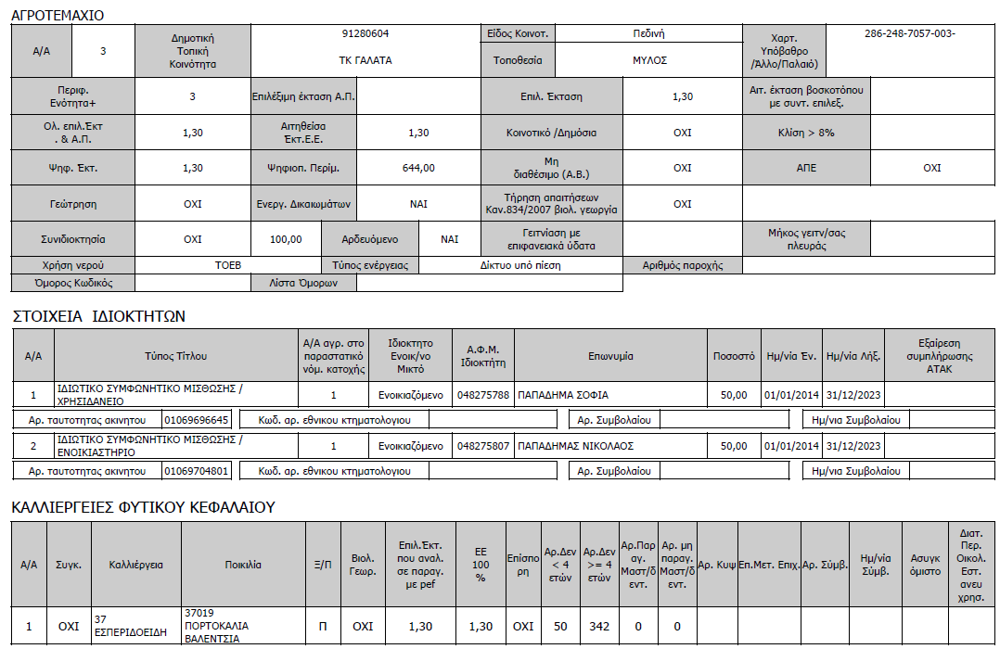 ΑΓΡΟΤΕΜΑΧΙΟ
Α/Α 3 Δημοτική Τοπική Κοινότητα 91280604 ΤΚ ΓΑΛΑΤΑ Είδος Κοινοτ. Πεδινή Τοποθεσία ΜΥΛΟΣ Χαρτ. Υπόβαθρο /Άλλο/Παλαιό) 286-248-7057-003-
Περιφ. Ενότητα+ 3 Επιλέξιμη έκταση Α.Π. Επιλ. Έκταση 1,30 Αιτ. έκταση βοσκοτόπου με συντ. επιλεξ.
Ολ. επιλ.Έκτ . & Α.Π. 1,30 Αιτηθείσα Έκτ.Ε.Ε. 1,30 Κοινοτικό /Δημόσια ΟΧΙ Κλίση > 8%
Ψηφ. Έκτ. 1,30 Ψηφιοπ. Περίμ. 644,00 Μη διαθέσιμο (Α.Β.) ΟΧΙ ΑΠΕ ΟΧΙ
Γεώτρηση ΟΧΙ Ενεργ. Δικαιωμάτων ΝΑΙ Τήρηση απαιτήσεων Καν.834/2007 βιολ. γεωργία ΟΧΙ
Συνιδιοκτησία ΟΧΙ 100,00 Αρδευόμενο ΝΑΙ Γειτνίαση με επιφανειακά ύδατα Μήκος γειτν/σας πλευράς
Χρήση νερού ΤΟΕΒ Τύπος ενέργειας Δίκτυο υπό πίεση Αριθμός παροχής
Όμορος Κωδικός Λίστα Όμορων
ΣΤΟΙΧΕΙΑ ΙΔΙΟΚΤΗΤΩΝ
Α/Α Τύπος Τίτλου Α/Α αγρ. στο παραστατικό νόμ. κατοχής Ιδιοκτητο Ενοικ/νο Μικτό Α.Φ.Μ. Ιδιοκτήτη Επωνυμία Ποσοστό Ημ/νία Έν. Ημ/νία Λήξ. Εξαίρεση συμπλήρωσης ΑΤΑΚ
1 ΙΔΙΩΤΙΚΟ ΣΥΜΦΩΝΗΤΙΚΟ ΜΙΣΘΩΣΗΣ / ΧΡΗΣΙΔΑΝΕΙΟ 1 Ενοικιαζόμενο 048275788 ΠΑΠΑΔΗΜΑ ΣΟΦΙΑ 50,00 01/01/2014 31/12/2023
Αρ. ταυτοτητας ακινητου 01069696645 Κωδ. αρ. εθνικου κτηματολογιου Αρ. Συμβολαίου Ημ/νια Συμβολαίου
2 ΙΔΙΩΤΙΚΟ ΣΥΜΦΩΝΗΤΙΚΟ ΜΙΣΘΩΣΗΣ / ΕΝΟΙΚΙΑΣΤΗΡΙΟ 1 Ενοικιαζόμενο 048275807 ΠΑΠΑΔΗΜΑΣ ΝΙΚΟΛΑΟΣ 50,00 01/01/2014 31/12/2023
Αρ. ταυτοτητας ακινητου 01069704801 Κωδ. αρ. εθνικου κτηματολογιου Αρ. Συμβολαίου Ημ/νια Συμβολαίου
ΚΑΛΛΙΕΡΓΕΙΕΣ ΦΥΤΙΚΟΥ ΚΕΦΑΛΑΙΟΥ
Α/Α Συγκ. Καλλιέργεια Ποικιλία Ξ/Π Βιολ. Γεωρ. Επιλ.Έκτ. που αναλ. σε παραγ. με pef ΕΕ 100 % Επίσπο ρη Αρ.Δεν < 4 ετών Αρ.Δεν >= 4 ετών Αρ.Παρ αγ. Μαστ/δ εντ. Αρ. μη παραγ. Μαστ/δ εντ. Αρ. Κυψ Επ.Μετ. Επιχ. Αρ. Σύμβ. Ημ/νία Σύμβ. Ασυγκ όμιστο Διατ. Περ. Οικολ. Εστ. ανευ χρησ.
1 ΟΧΙ 37 ΕΣΠΕΡΙΔΟΕΙΔΗ 37019 ΠΟΡΤΟΚΑΛΙΑ ΒΑΛΕΝΤΣΙΑ Π ΟΧΙ 1,30 1,30 ΟΧΙ 50 342 0 0